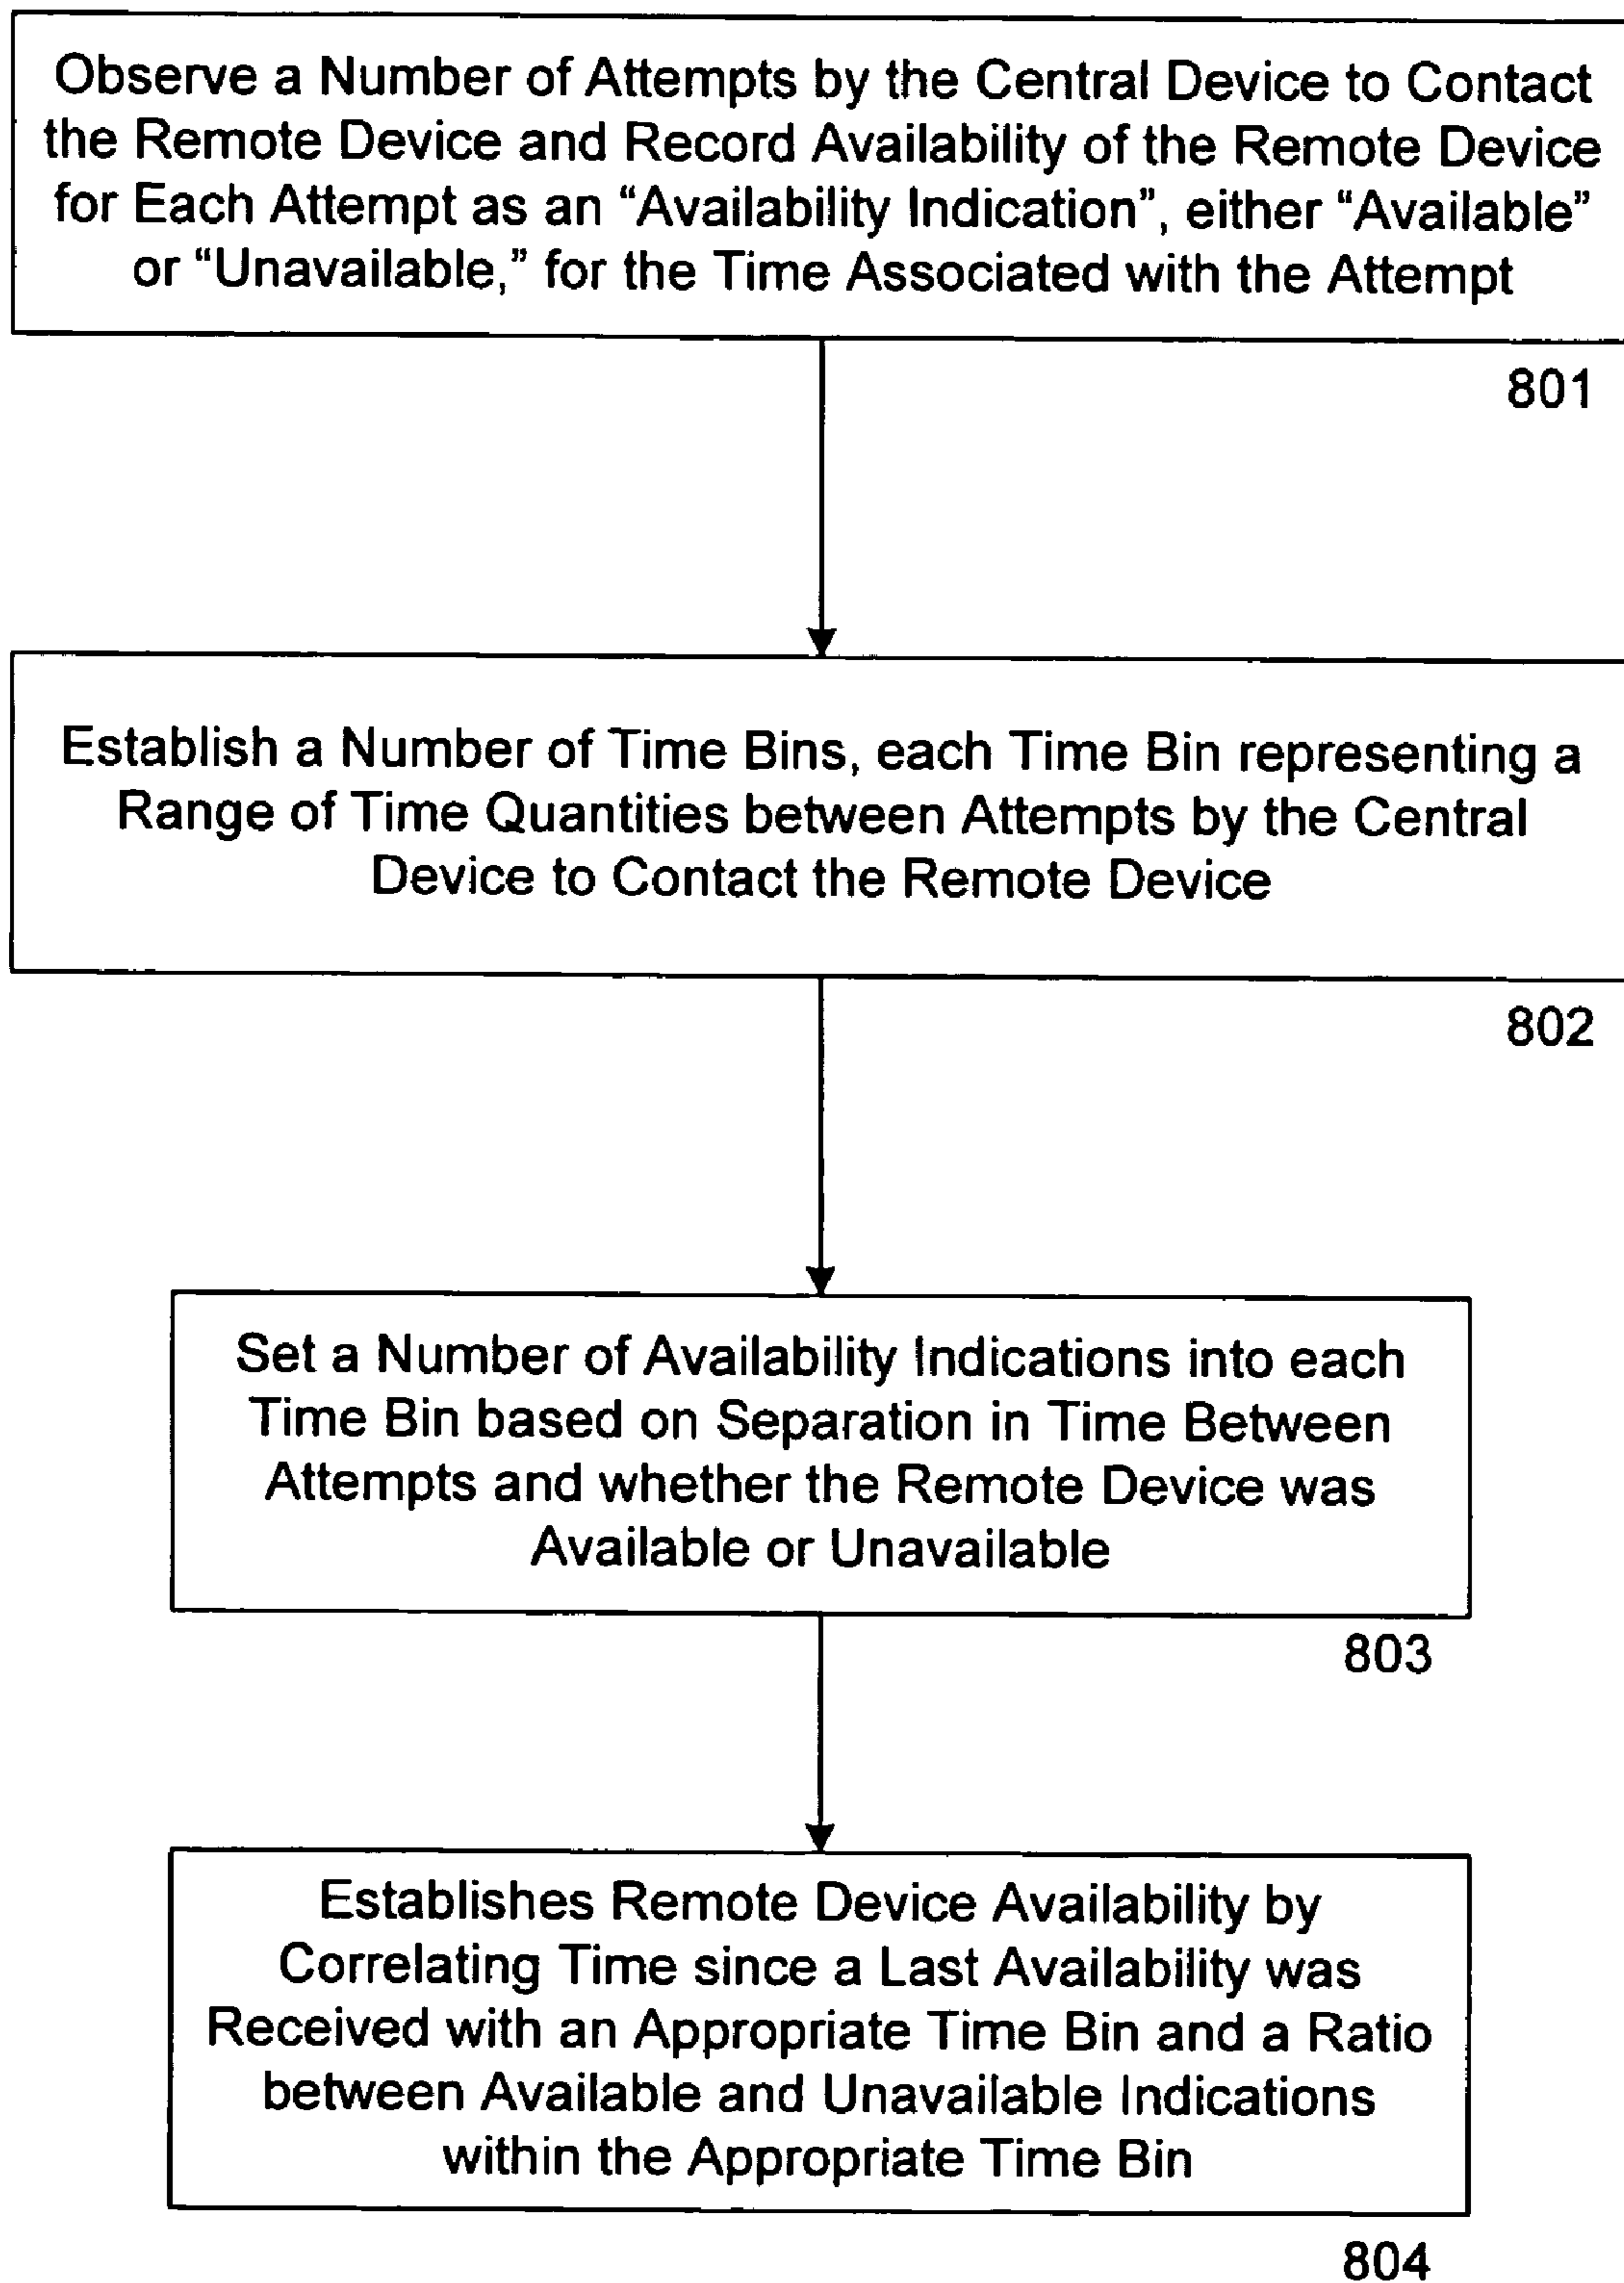 Observe a Number of Attempts by the Central Device to Contact
the Remote Device and Record Availability of the Remote Device
for Each Attempt as an “Availability Indication”, either “Available”
or “Unavailable,” for the Time Associated with the Attempt
801
Establish a Number of Time Bins, each Time Bin representing a
Range of Time Quantities between Attempts by the Central
Device to Contact the Remote Device
802
Set a Number of Availability Indications into each
Time Bin based on Separation in Time Between
Attempts and whether the Remote Device was
Available or Unavailable
803
Establishes Remote Device Availability by
Correlating Time since a Last Availability was
Received with an Appropriate Time Bin and a Ratio
between Available and Unavailable Indications
within the Appropriate Time Bin
804